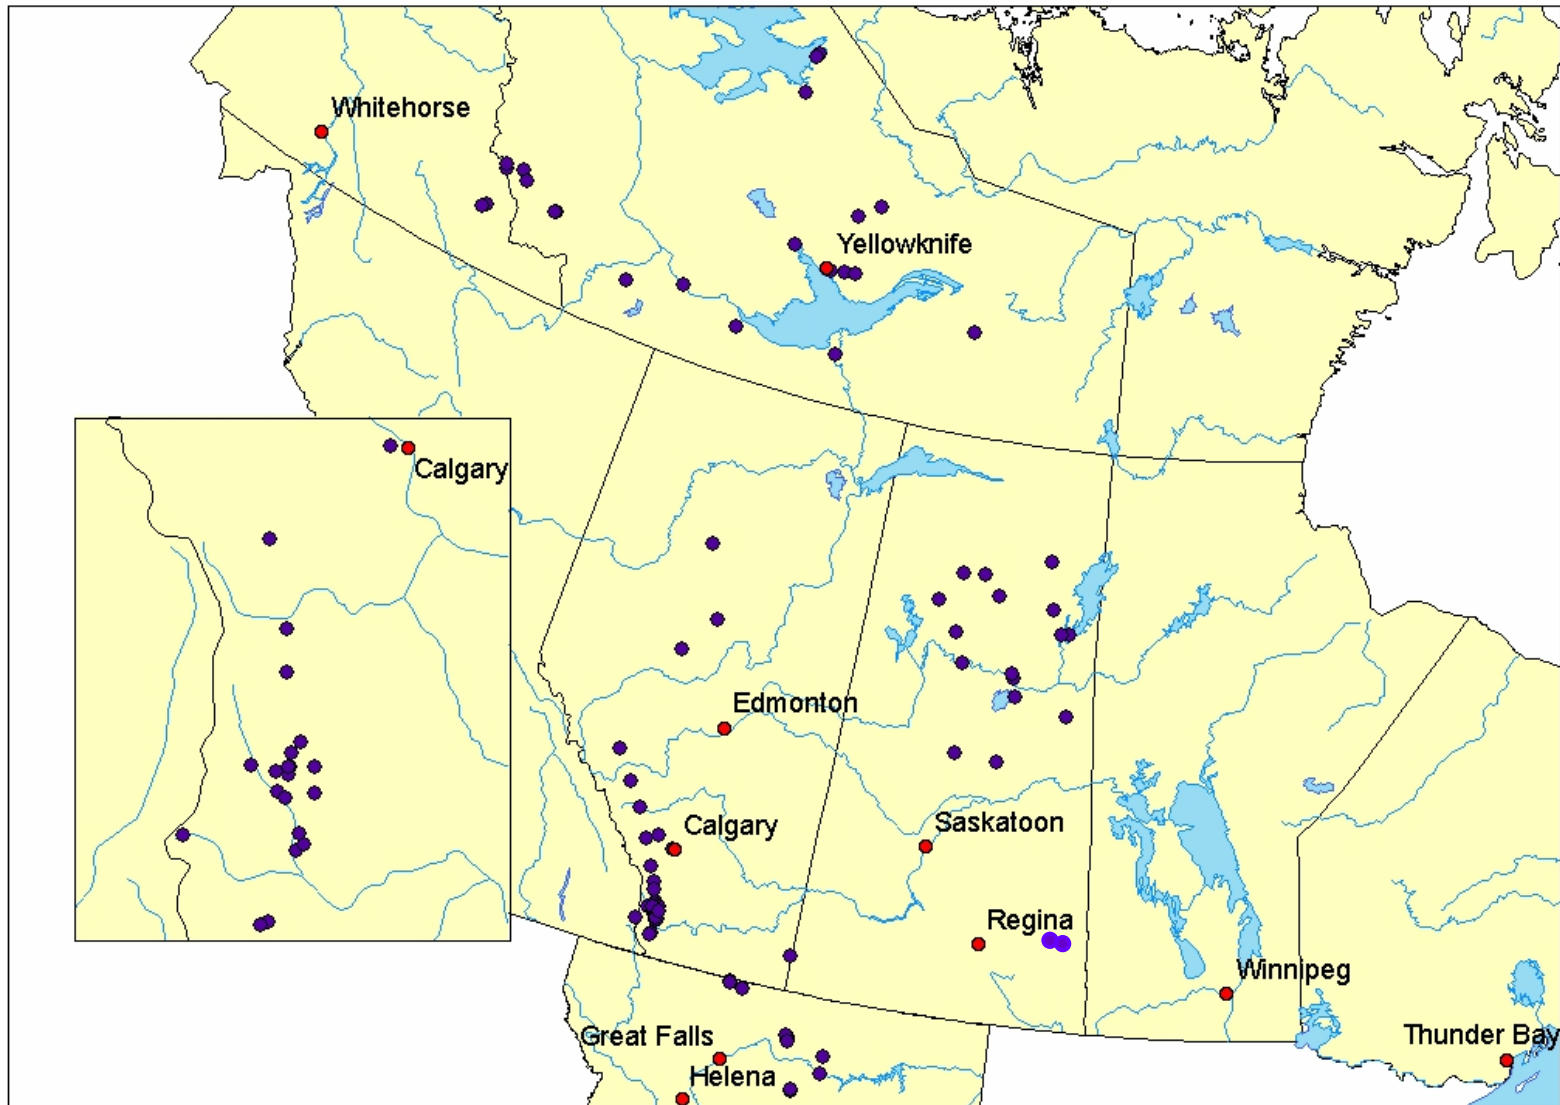 Whitehorse
Yellowknife
Calgary
Edmonton
Calgary
Saskatoon
Regina
Winnipeg
Great Falls
Thunder Bay
Helena